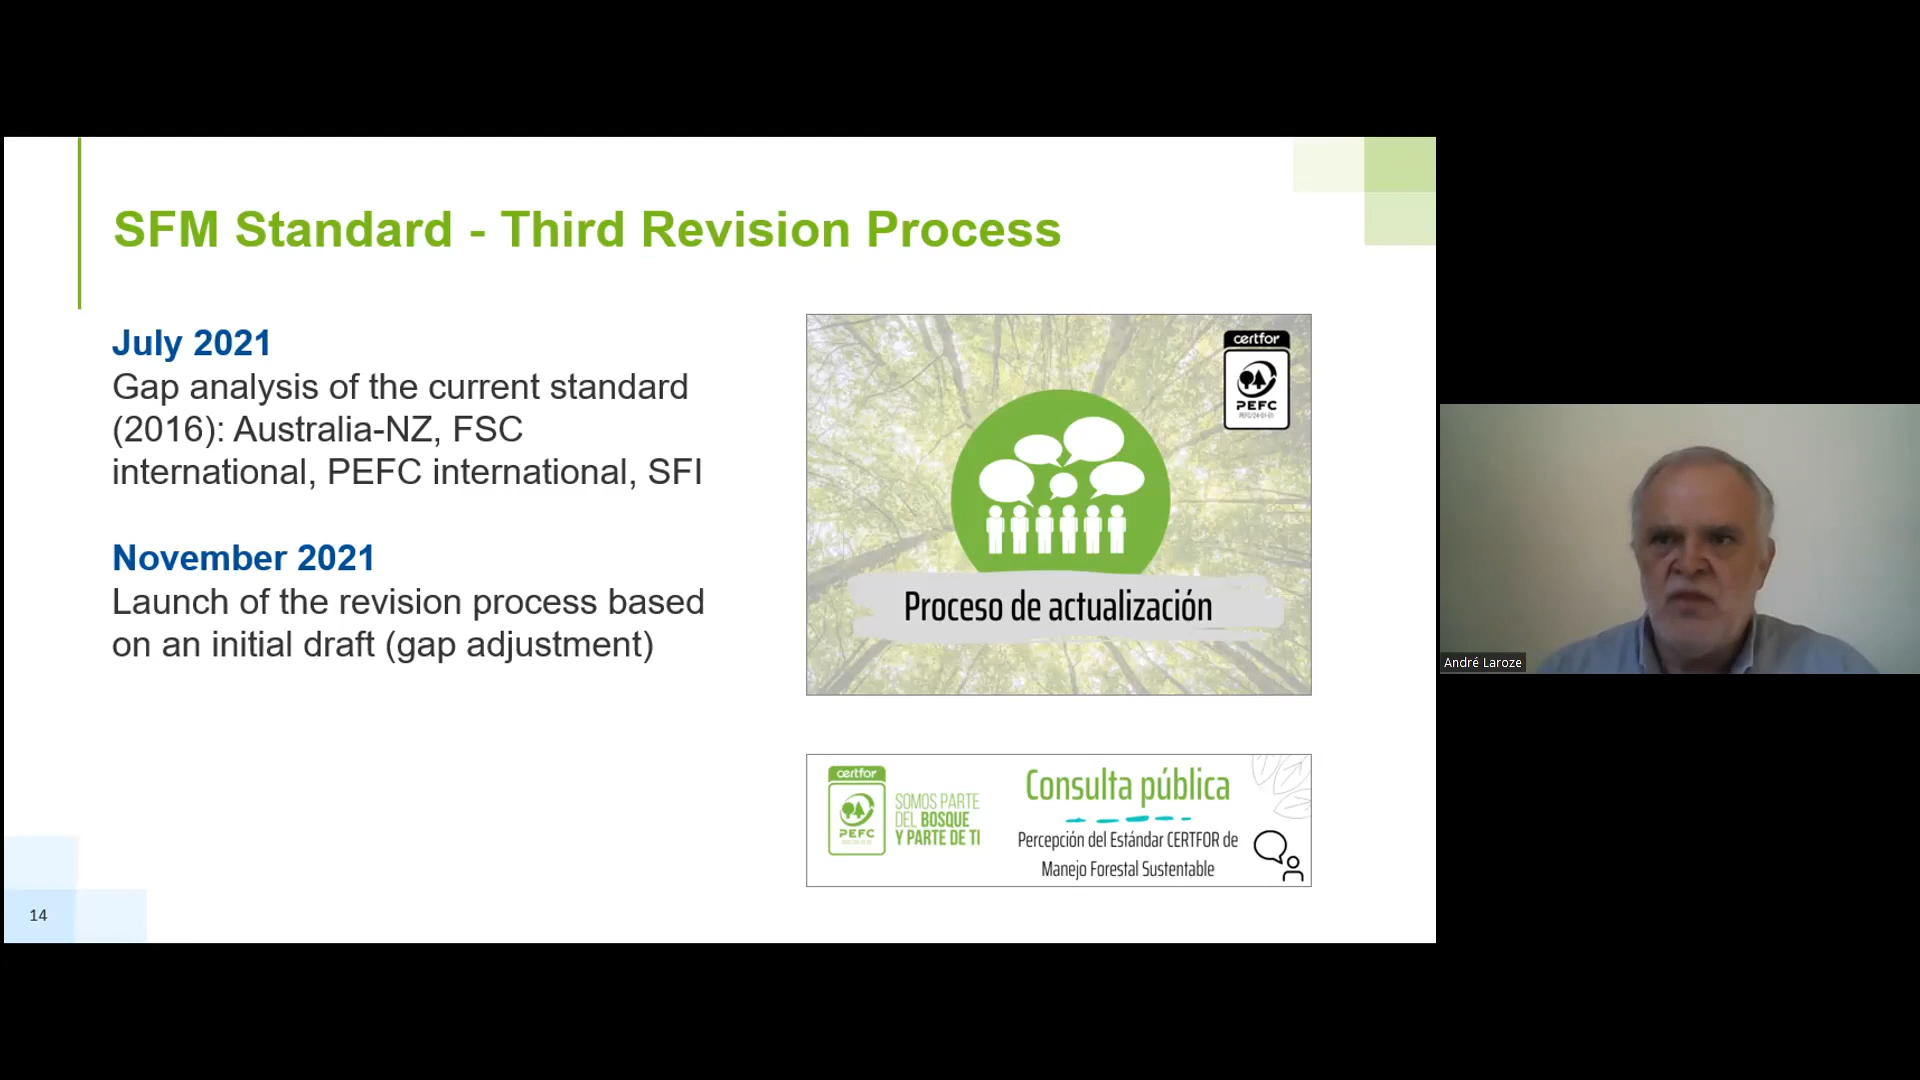 SFM Standard - Third Revision Process
July 2021
Gap analysis of the current standard
(2016): Australia-NZ, FSC
international, PEFC international, SFI
November 2021
Launch of the revision process based
on an initial draft (gap adjustment)
certfor
PEFC
Proceso de actualización
certfor
PEFC
SOMOS PARTE
DEL BOSQUE
Y PARTE DE TI
Consulta pública
Percepción del Estándar CERTFOR de
Manejo Forestal Sustentable
14
André Laroze